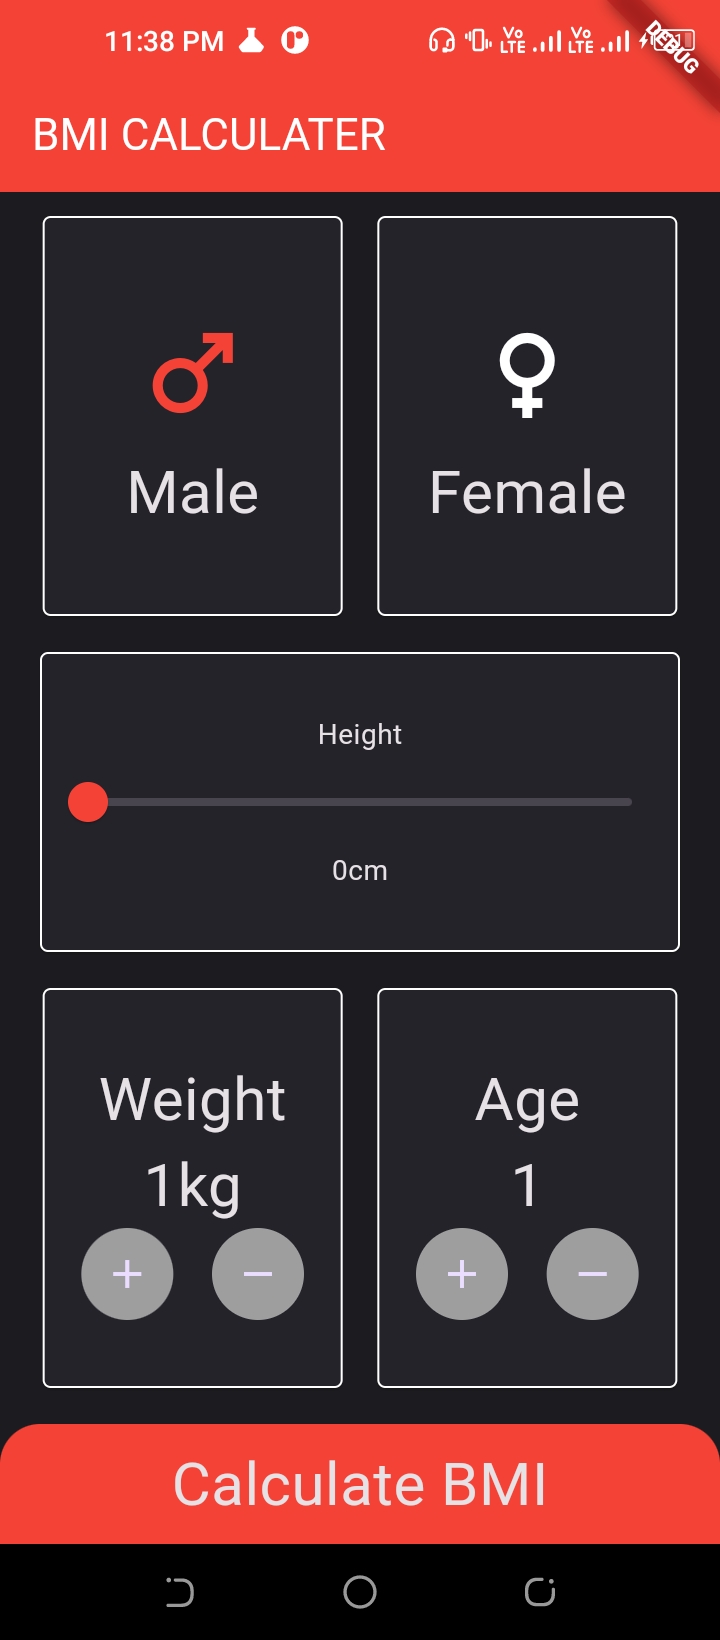 11:38 PM
Vo LTE Vo LTE
DEBUG
BMI CALCULATER
Male
Female
Height
0cm
Weight
1kg
Age
1
Calculate BMI